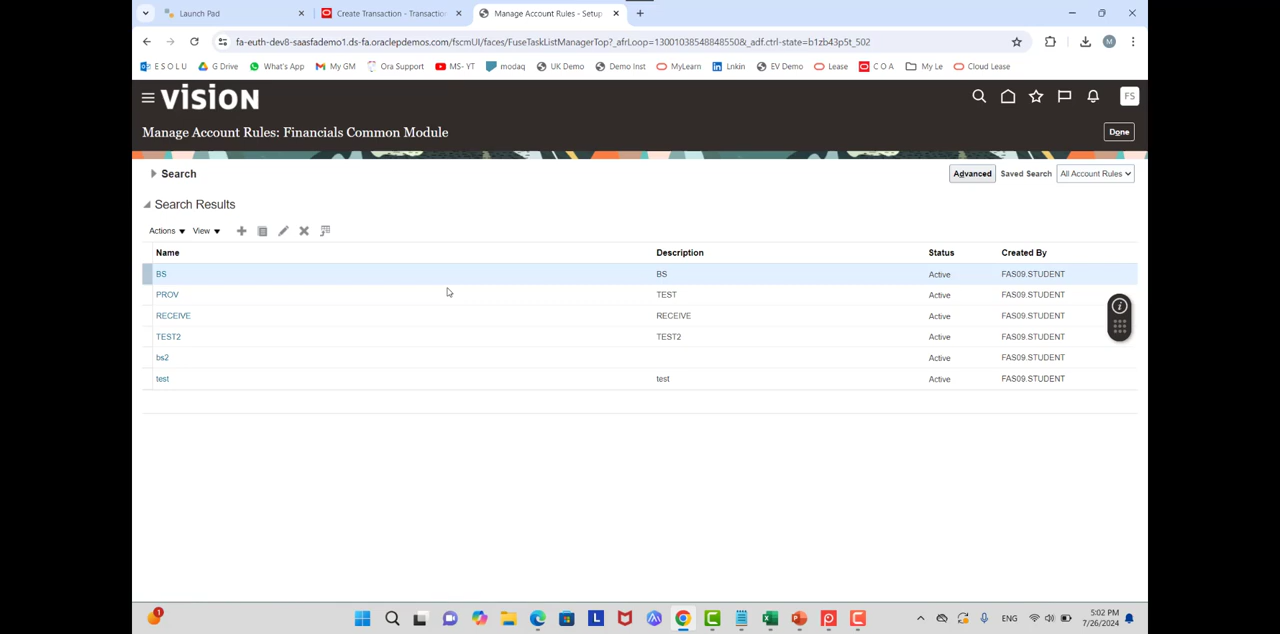 Launch Pad
Create Transaction - Transactio
Manage Account Rules - Setup
fa-euth-dev8-saasfademo1.ds-fa.oraclepdemos.com/fscmUI/faces/FuseTaskListManagerTop?_afrLoop=13001038548848550&_adf.ctrl-state=b1zb43p5t_502
M
E S O L U
G Drive
What's App
My GM
Ora Support
MS- YT
modaq
UK Demo
Demo Inst
MyLearn
Lnkin
EV Demo
Lease
C O A
My Le
Cloud Lease
VISION
FS
Manage Account Rules: Financials Common Module
Done
Search
Advanced
Saved Search
All Account Rules
Search Results
Actions
View
Name Description Status Created By
BS BS Active FAS09.STUDENT
PROV TEST Active FAS09.STUDENT
RECEIVE RECEIVE Active FAS09.STUDENT
TEST2 TEST2 Active FAS09.STUDENT
bs2 Active FAS09.STUDENT
test test Active FAS09.STUDENT
1
ENG
5:02 PM
7/26/2024